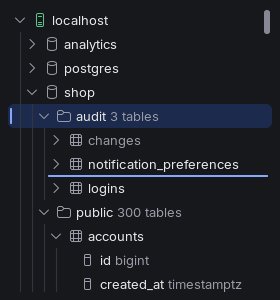 localhost
analytics
postgres
shop
audit 3 tables
changes
notification_preferences
logins
public 300 tables
accounts
id bigint
created_at timestamptz